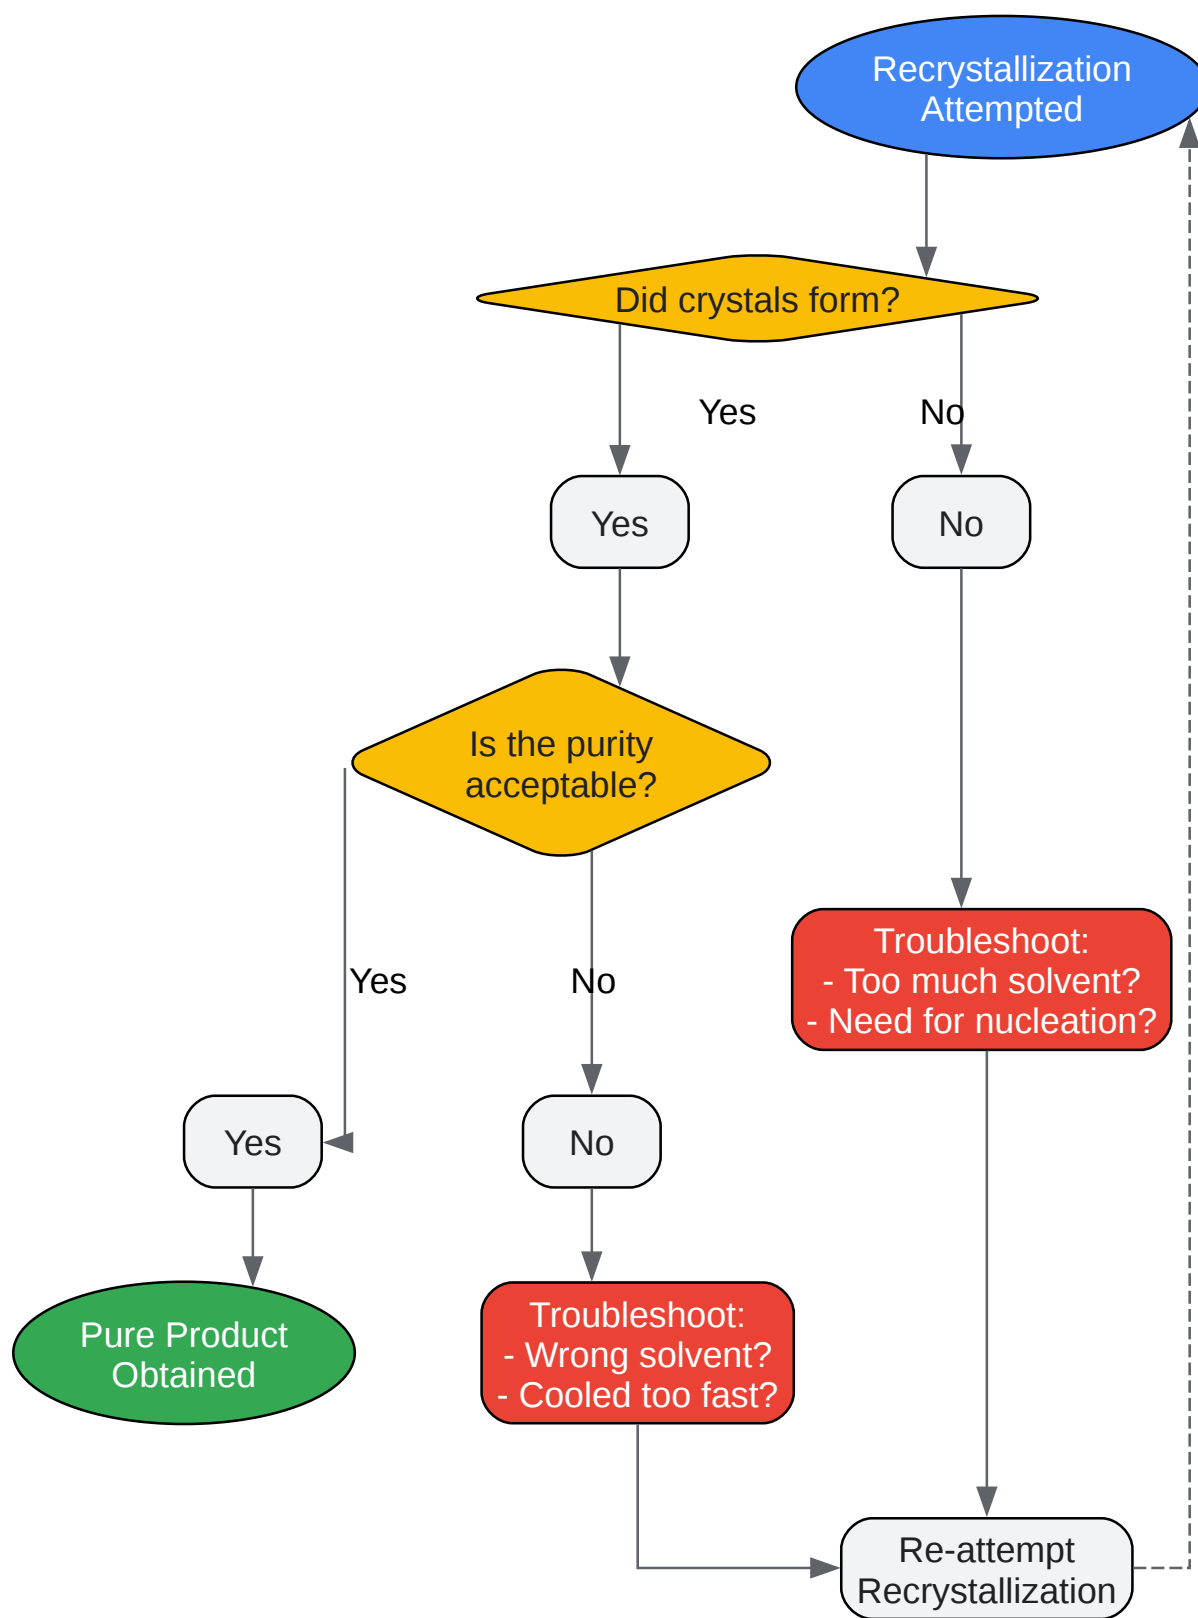 Recrystallization
Attempted
Did crystals form?
Yes
No
Yes
No
Is the purity
acceptable?
Troubleshoot:
- Too much solvent?
- Need for nucleation?
Yes
No
Yes
No
Pure Product
Obtained
Troubleshoot:
- Wrong solvent?
- Cooled too fast?
Re-attempt
Recrystallization